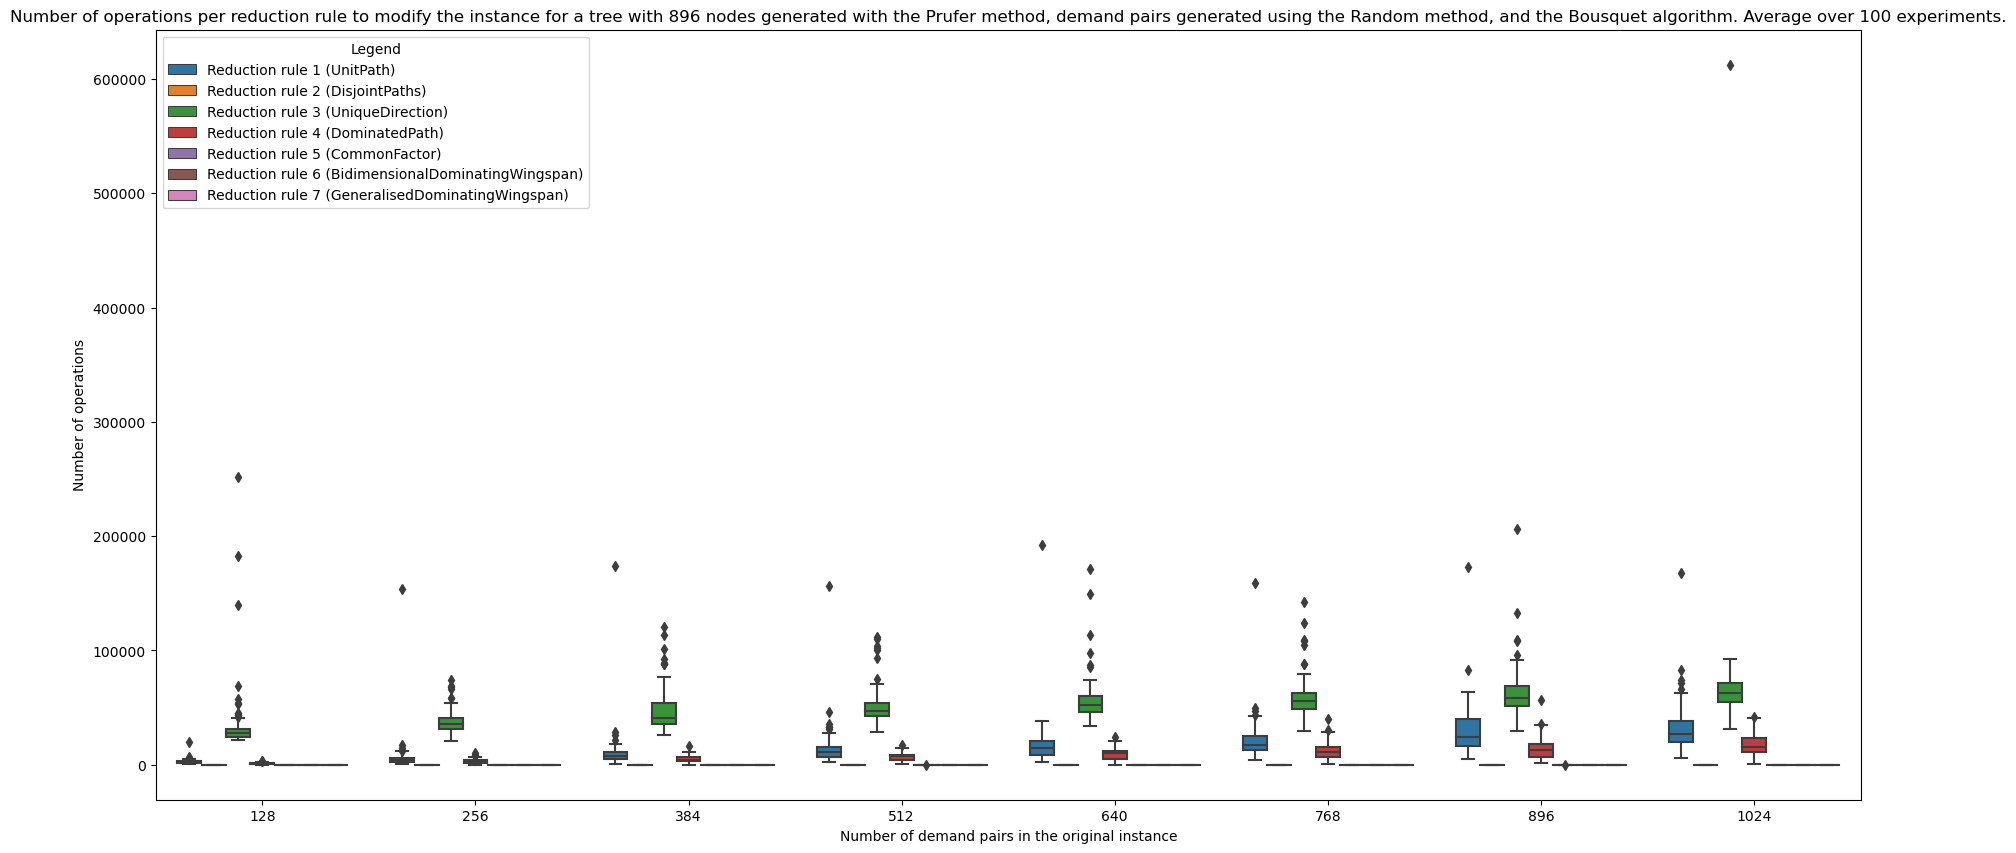 Number of operations per reduction rule to modify the instance for a tree with 896 nodes generated with the Prufer method, demand pairs generated using the Random method, and the Bousquet algorithm. Average over 100 experiments.
Legend
Reduction rule 1 (UnitPath)
Reduction rule 2 (DisjointPaths)
Reduction rule 3 (UniqueDirection)
Reduction rule 4 (DominatedPath)
Reduction rule 5 (CommonFactor)
Reduction rule 6 (BidimensionalDominatingWingspan)
Reduction rule 7 (GeneralisedDominatingWingspan)
Number of operations
600000
500000
400000
300000
200000
100000
0
128 256 384 512 640 768 896 1024
Number of demand pairs in the original instance